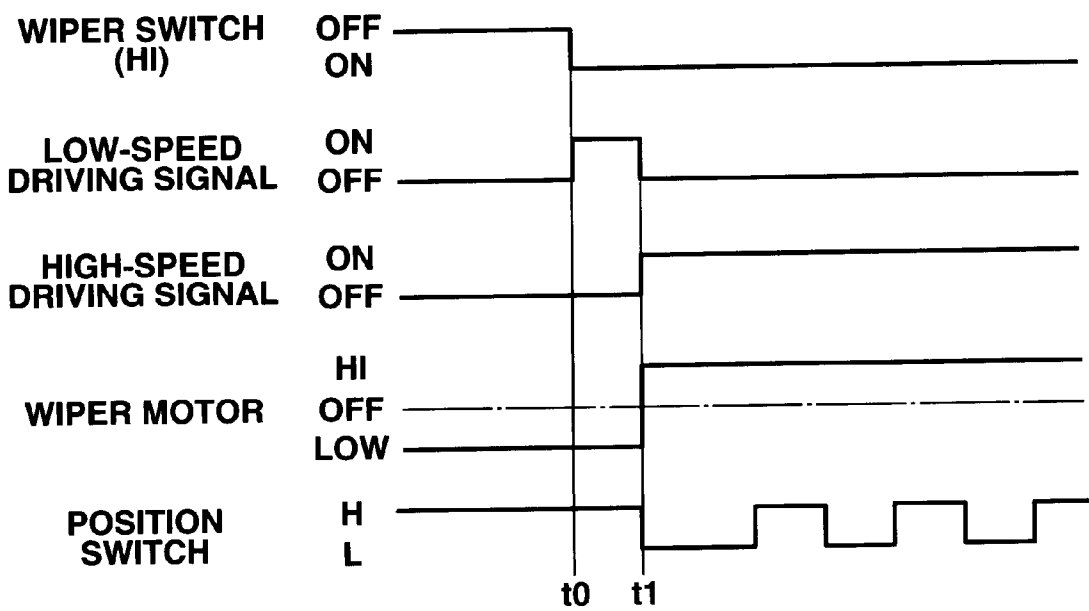 WIPER SWITCH
(HI)
OFF
ON
LOW-SPEED
DRIVING SIGNAL
ON
OFF
HIGH-SPEED
DRIVING SIGNAL
ON
OFF
WIPER MOTOR
HI
OFF
LOW
POSITION
SWITCH
H
L
t0
t1